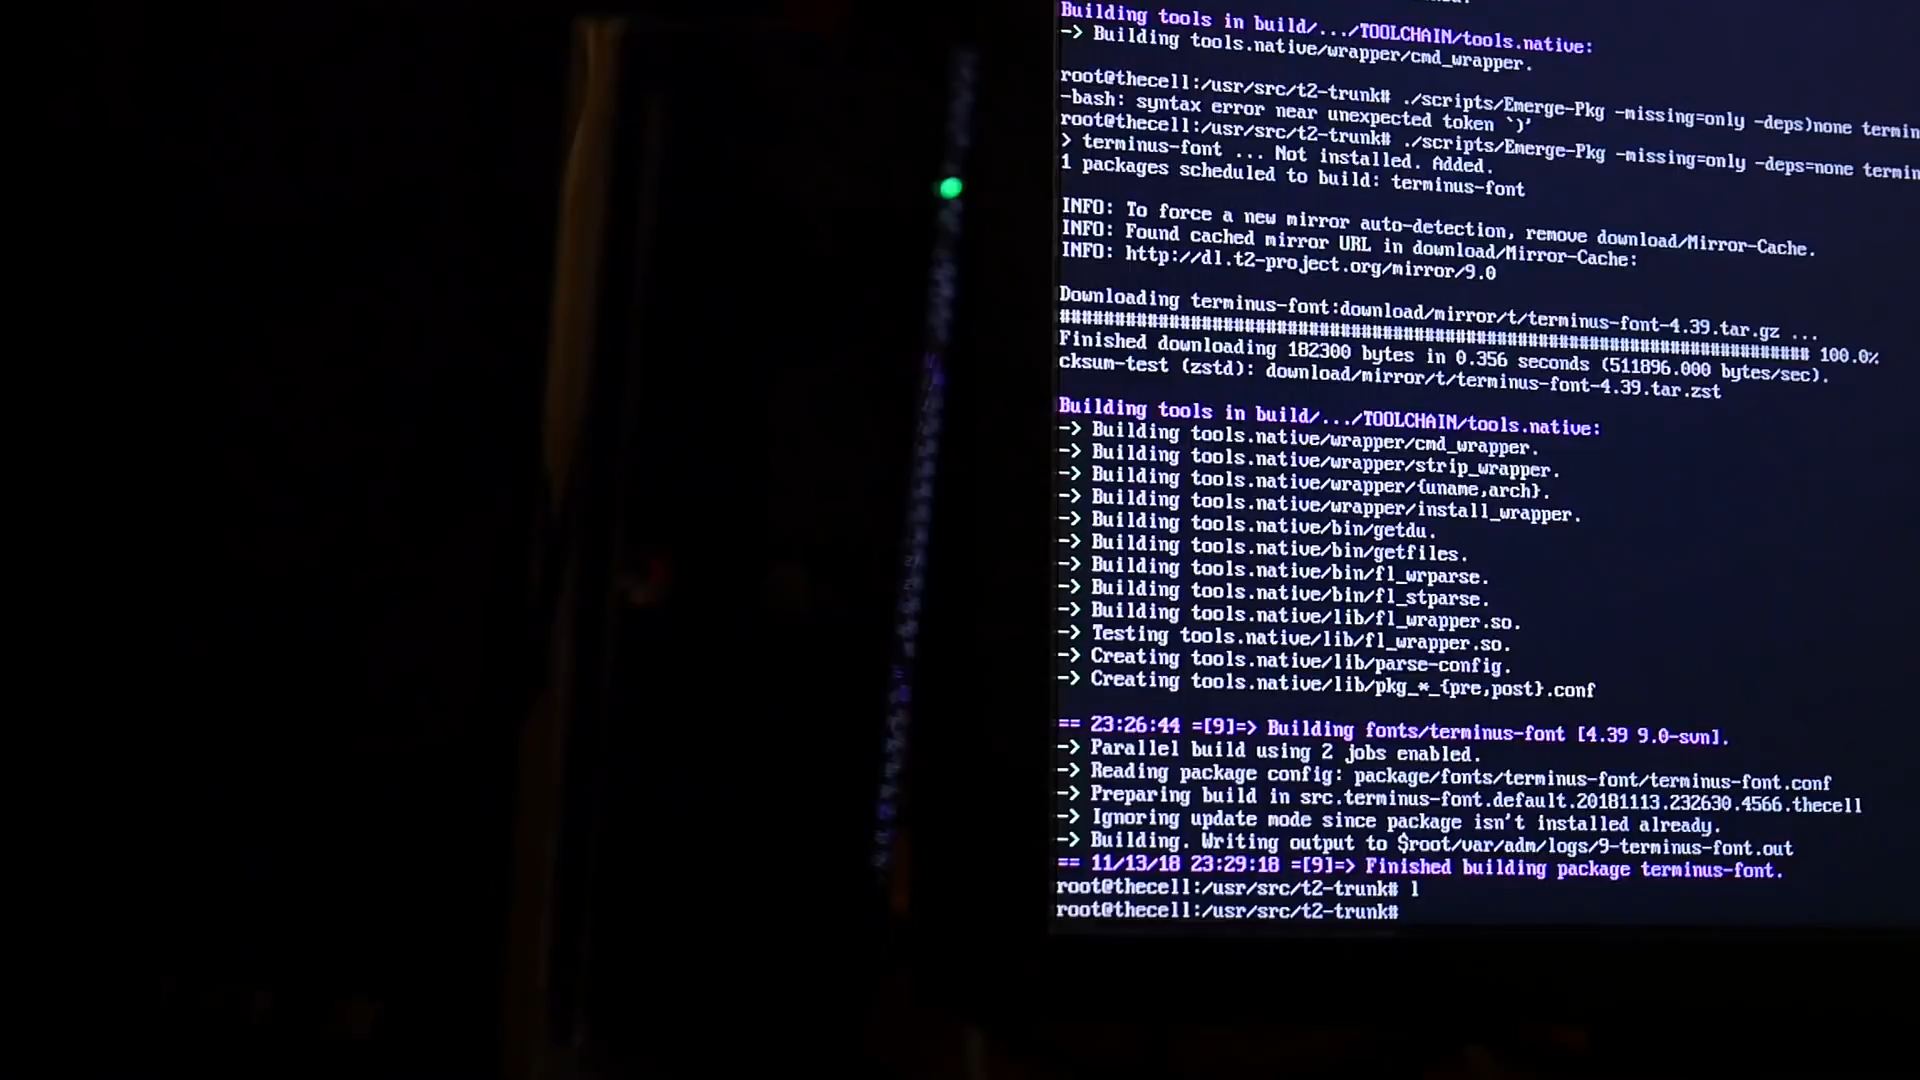 Building tools in build/.../TOOLCHAIN/tools.native:
-> Building tools.native/wrapper/cmd_wrapper.
root@thecell:/usr/src/t2-trunk# ./scripts/Emerge-Pkg -missing=only -deps)none termin
-bash: syntax error near unexpected token `)'
root@thecell:/usr/src/t2-trunk# ./scripts/Emerge-Pkg -missing=only -deps=none termin
> terminus-font ... Not installed. Added.
1 packages scheduled to build: terminus-font
INFO: To force a new mirror auto-detection, remove download/Mirror-Cache.
INFO: Found cached mirror URL in download/Mirror-Cache:
INFO: http://dl.t2-project.org/mirror/9.0
Downloading terminus-font:download/mirror/t/terminus-font-4.39.tar.gz ...
######################################################################## 100.0%
Finished downloading 182300 bytes in 0.356 seconds (511896.000 bytes/sec).
cksum-test (zstd): download/mirror/t/terminus-font-4.39.tar.zst
Building tools in build/.../TOOLCHAIN/tools.native:
-> Building tools.native/wrapper/cmd_wrapper.
-> Building tools.native/wrapper/strip_wrapper.
-> Building tools.native/wrapper/{uname,arch}.
-> Building tools.native/wrapper/install_wrapper.
-> Building tools.native/bin/getdu.
-> Building tools.native/bin/getfiles.
-> Building tools.native/bin/fl_wrparse.
-> Building tools.native/bin/fl_stparse.
-> Building tools.native/lib/fl_wrapper.so.
-> Testing tools.native/lib/fl_wrapper.so.
-> Creating tools.native/lib/parse-config.
-> Creating tools.native/lib/pkg_*_{pre,post}.conf
== 23:26:44 =[9]=> Building fonts/terminus-font [4.39 9.0-svn].
-> Parallel build using 2 jobs enabled.
-> Reading package config: package/fonts/terminus-font/terminus-font.conf
-> Preparing build in src.terminus-font.default.20181113.232630.4566.thecell
-> Ignoring update mode since package isn't installed already.
-> Building. Writing output to $root/var/adm/logs/9-terminus-font.out
== 11/13/18 23:29:18 =[9]=> Finished building package terminus-font.
root@thecell:/usr/src/t2-trunk# l
root@thecell:/usr/src/t2-trunk#